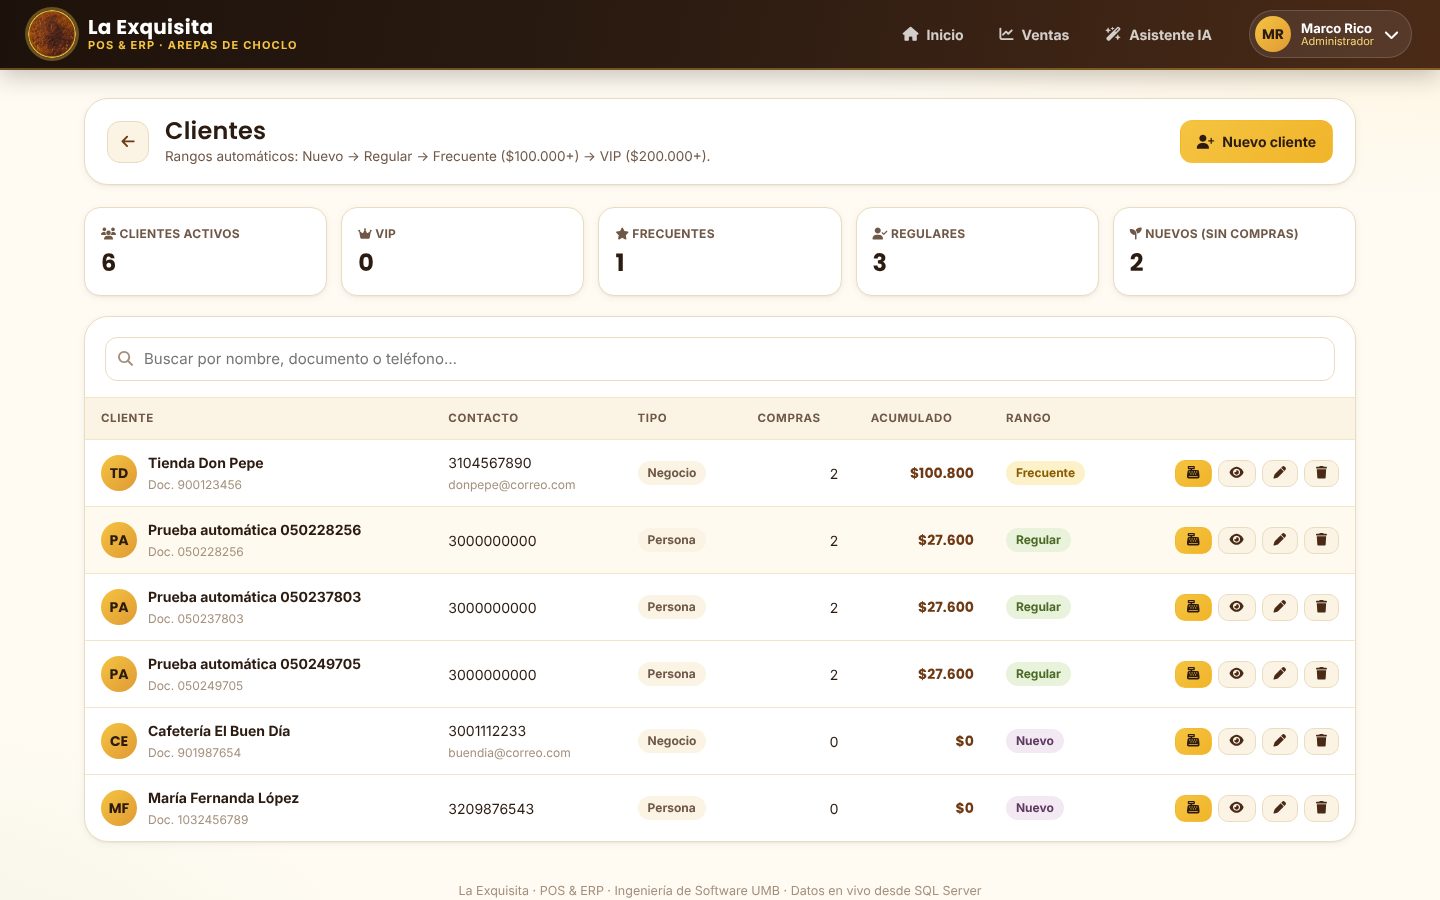 La Exquisita
POS & ERP · AREPAS DE CHOCLO
Inicio
Ventas
Asistente IA
MR
Marco Rico
Administrador
Clientes
Rangos automáticos: Nuevo → Regular → Frecuente ($100.000+) → VIP ($200.000+).
Nuevo cliente
CLIENTES ACTIVOS
6
VIP
0
FRECUENTES
1
REGULARES
3
NUEVOS (SIN COMPRAS)
2
Buscar por nombre, documento o teléfono...
CLIENTE CONTACTO TIPO COMPRAS ACUMULADO RANGO
TD Tienda Don Pepe 3104567890 Negocio 2 $100.800 Frecuente
Doc. 900123456 donpepe@correo.com
PA Prueba automática 050228256 3000000000 Persona 2 $27.600 Regular
Doc. 050228256
PA Prueba automática 050237803 3000000000 Persona 2 $27.600 Regular
Doc. 050237803
PA Prueba automática 050249705 3000000000 Persona 2 $27.600 Regular
Doc. 050249705
CE Cafetería El Buen Día 3001112233 Negocio 0 $0 Nuevo
Doc. 901987654 buendia@correo.com
MF María Fernanda López 3209876543 Persona 0 $0 Nuevo
Doc. 1032456789
La Exquisita · POS & ERP · Ingeniería de Software UMB · Datos en vivo desde SQL Server